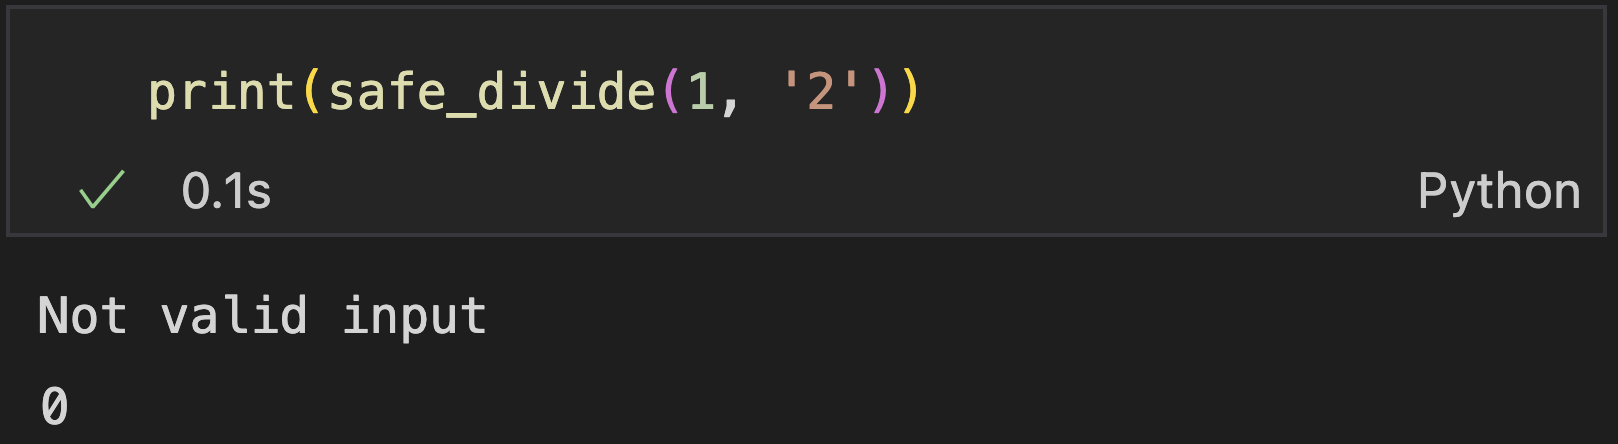 print(safe_divide(1, '2'))
0.1s
Python
Not valid input
0